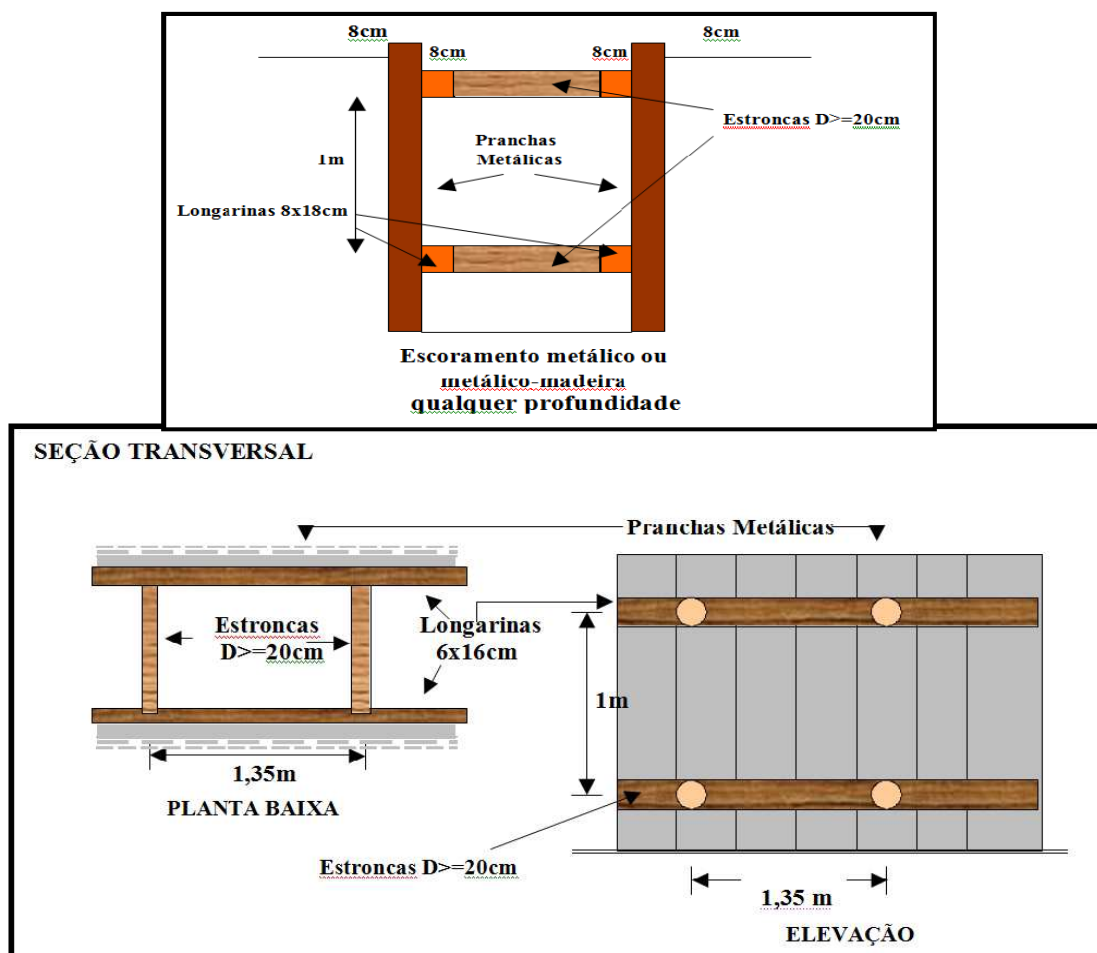 8cm
8cm
8cm
8cm
Estroncas D>=20cm
Pranchas
Metálicas
1m
Longarinas 8x18cm
Escoramento metálico ou
metálico-madeira
qualquer profundidade
SEÇÃO TRANSVERSAL
Pranchas Metálicas
Estroncas
D>=20cm
Longarinas
6x16cm
1m
1,35m
PLANTA BAIXA
Estroncas D>=20cm
1,35 m
ELEVAÇÃO